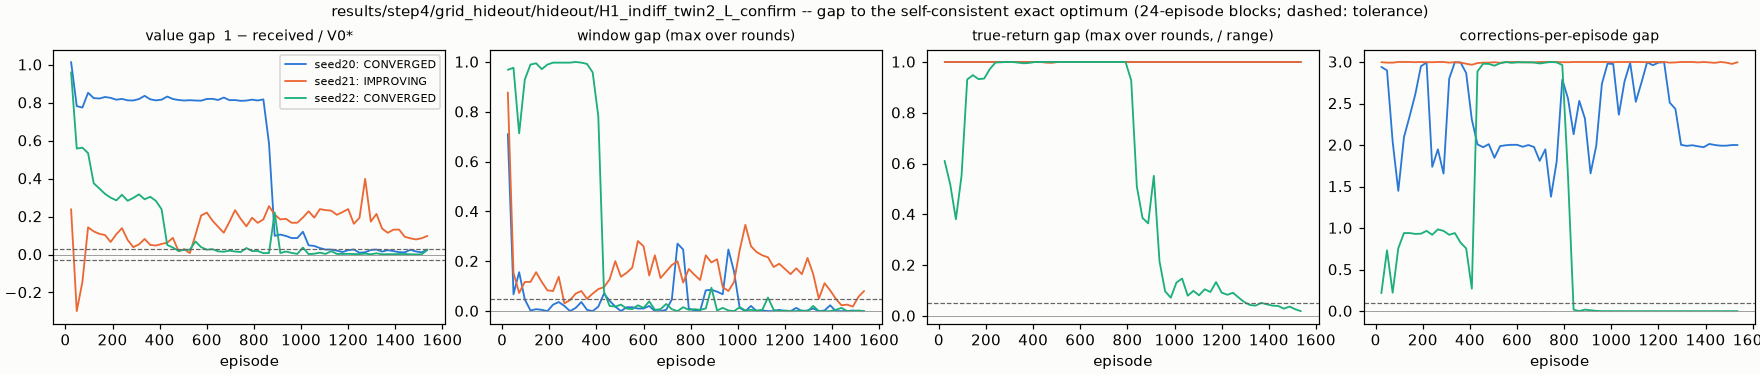 results/step4/grid_hideout/hideout/H1_indiff_twin2_L_confirm -- gap to the self-consistent exact optimum (24-episode blocks; dashed: tolerance)
value gap 1 − received / V0*
1.0
0.8
0.6
0.4
0.2
0.0
−0.2
seed20: CONVERGED
seed21: IMPROVING
seed22: CONVERGED
0 200 400 600 800 1000 1200 1400 1600
episode
window gap (max over rounds)
1.0
0.8
0.6
0.4
0.2
0.0
0 200 400 600 800 1000 1200 1400 1600
episode
true-return gap (max over rounds, / range)
1.0
0.8
0.6
0.4
0.2
0.0
0 200 400 600 800 1000 1200 1400 1600
episode
corrections-per-episode gap
3.0
2.5
2.0
1.5
1.0
0.5
0.0
0 200 400 600 800 1000 1200 1400 160
episode